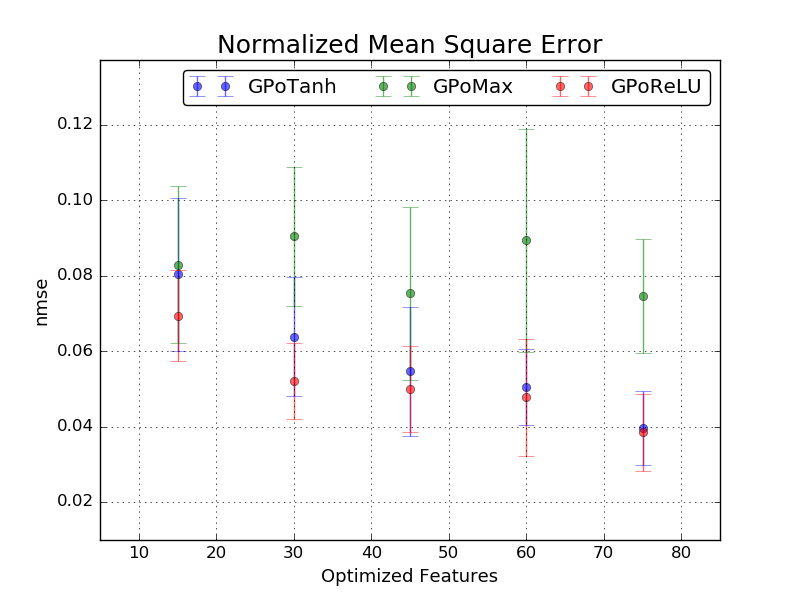 Normalized Mean Square Error
GPoTanh GPoMax GPoReLU
0.12
0.10
0.08
0.06
0.04
0.02
nmse
10 20 30 40 50 60 70 80
Optimized Features